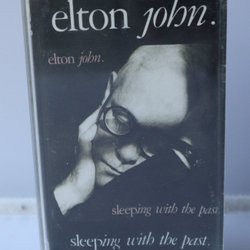 elton john.
elton john.
sleeping with the past
sleeping with the past.